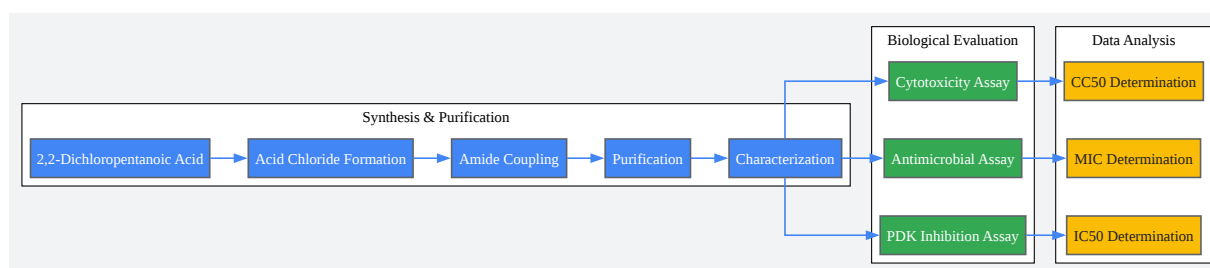 Synthesis & Purification
2,2-Dichloropentanoic Acid
Acid Chloride Formation
Amide Coupling
Purification
Characterization
Biological Evaluation
Cytotoxicity Assay
Antimicrobial Assay
PDK Inhibition Assay
Data Analysis
CC50 Determination
MIC Determination
IC50 Determination